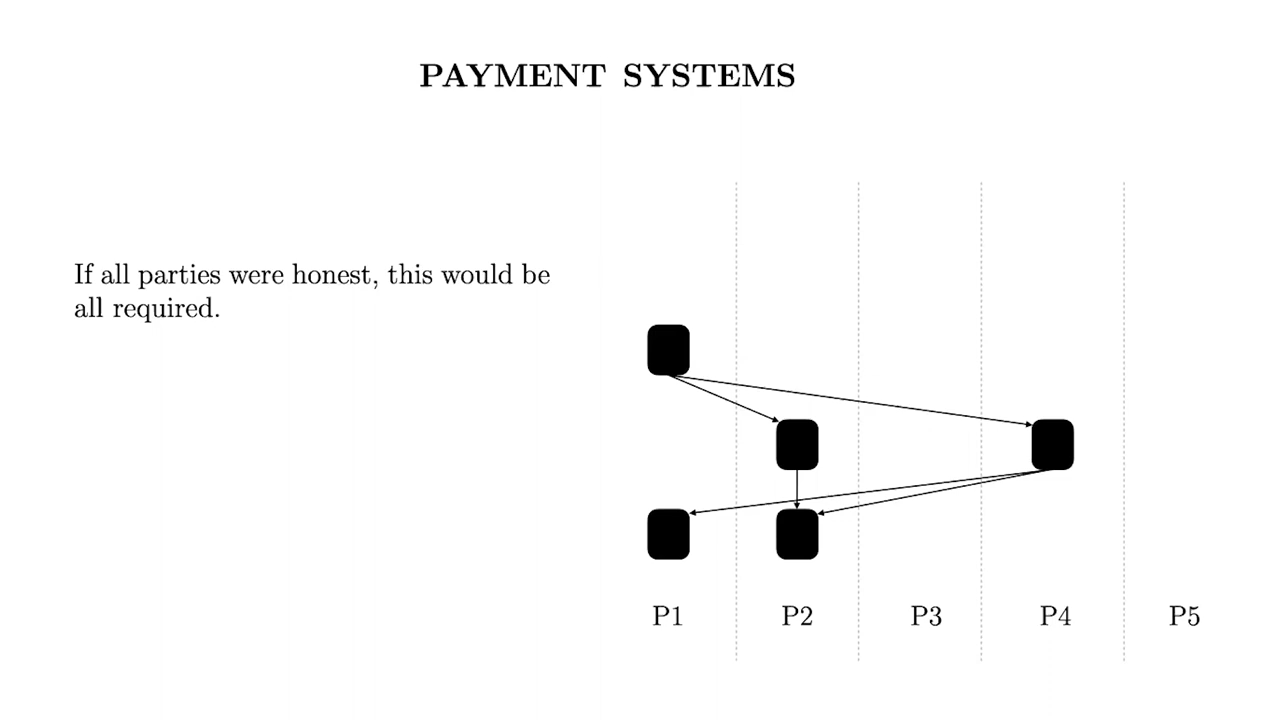 PAYMENT SYSTEMS
If all parties were honest, this would be
all required.
P1 P2 P3 P4 P5